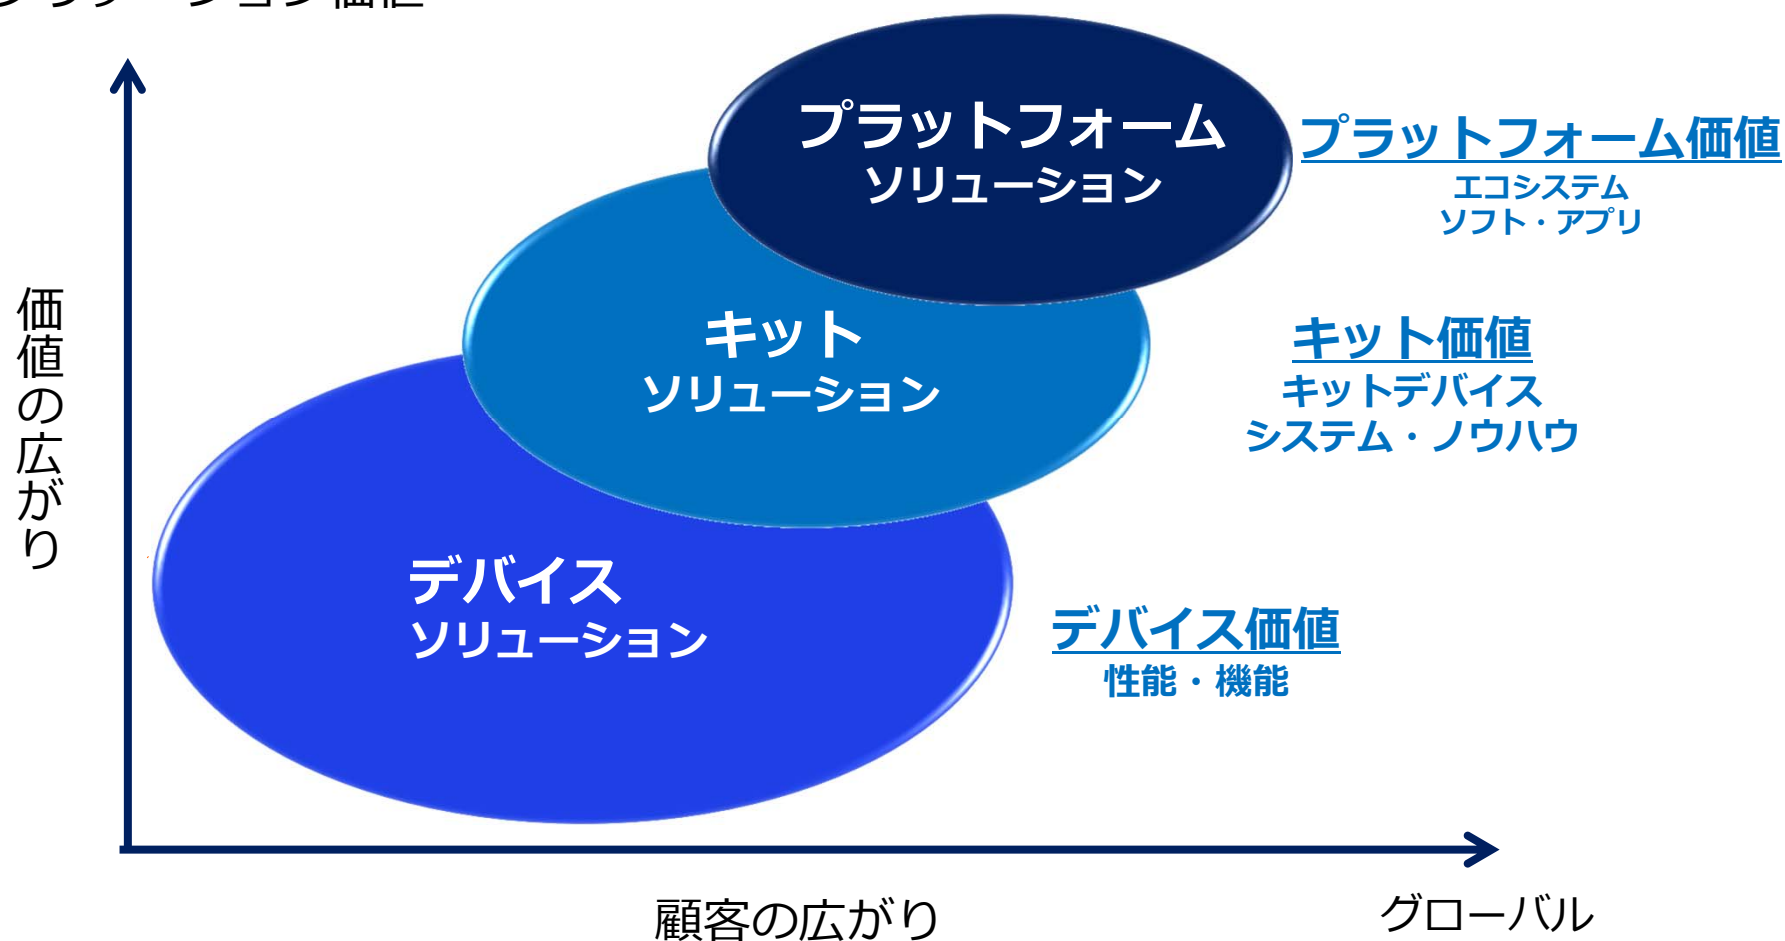 プラットフォーム
ソリューション
プラットフォーム価値
エコシステム
ソフト・アプリ
キット
ソリューション
キット価値
キットデバイス
システム・ノウハウ
デバイス
ソリューション
デバイス価値
性能・機能
価値の広がり
顧客の広がり
グローバル